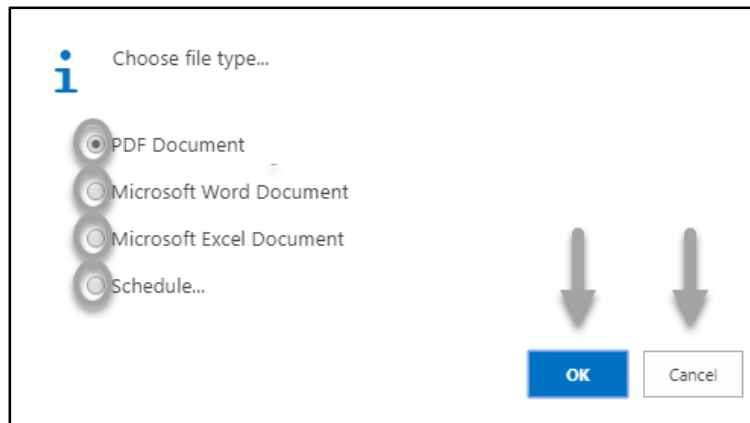 Choose file type...
PDF Document
Microsoft Word Document
Microsoft Excel Document
Schedule...
OK Cancel